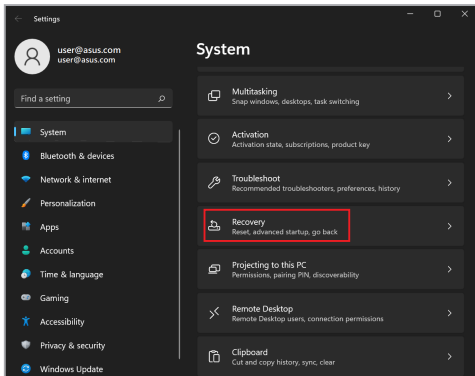 Settings
user@asus.com
user@asus.com
Find a setting
System
Bluetooth & devices
Network & internet
Personalization
Apps
Accounts
Time & language
Gaming
Accessibility
Privacy & security
Windows Update
System
Multitasking
Snap windows, desktops, task switching
Activation
Activation state, subscriptions, product key
Troubleshoot
Recommended troubleshooters, preferences, history
Recovery
Reset, advanced startup, go back
Projecting to this PC
Permissions, pairing PIN, discoverability
Remote Desktop
Remote Desktop users, connection permissions
Clipboard
Cut and copy history, sync, clear